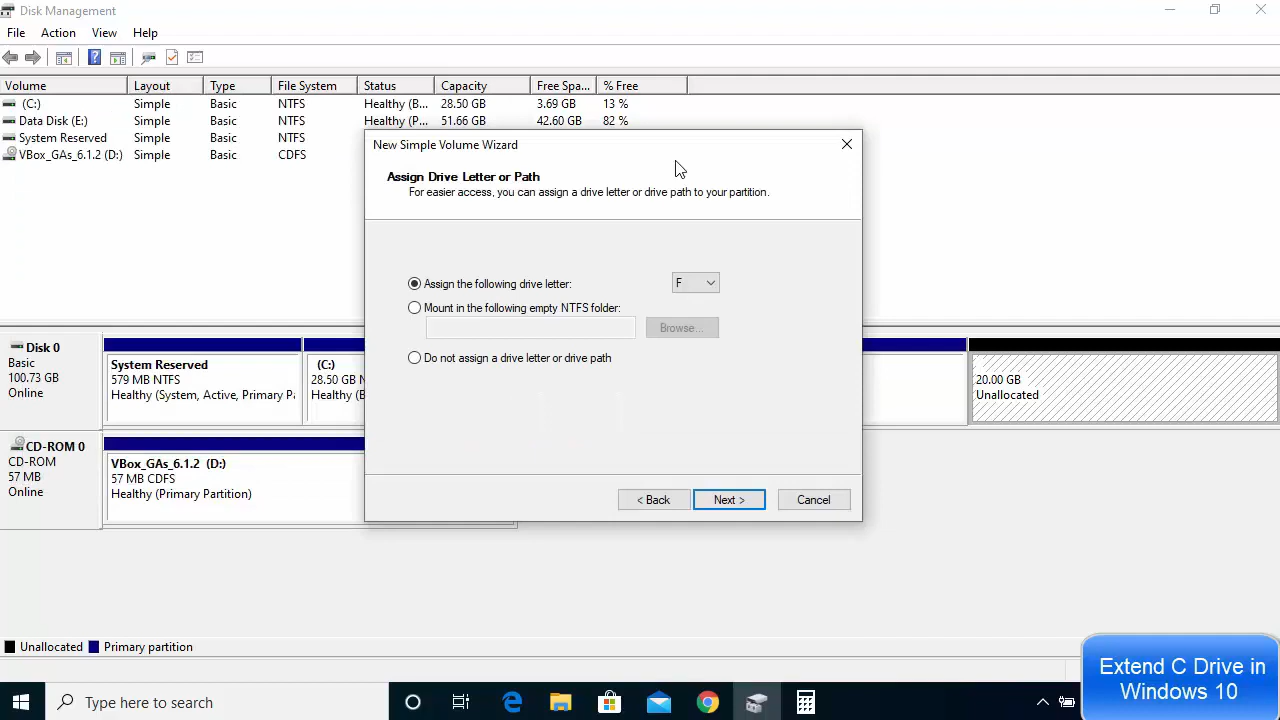 Disk Management
File Action View Help
Volume Layout Type File System Status Capacity Free Spa... % Free
(C:) Simple Basic NTFS Healthy (B... 28.50 GB 3.69 GB 13 %
Data Disk (E:) Simple Basic NTFS Healthy (P... 51.66 GB 42.60 GB 82 %
System Reserved Simple Basic NTFS
VBox_GAs_6.1.2 (D:) Simple Basic CDFS
New Simple Volume Wizard
Assign Drive Letter or Path
For easier access, you can assign a drive letter or drive path to your partition.
Assign the following drive letter: F
Mount in the following empty NTFS folder:
Browse...
Do not assign a drive letter or drive path
< Back Next > Cancel
Disk 0
Basic
100.73 GB
Online
System Reserved
579 MB NTFS
Healthy (System, Active, Primary Pa
(C:)
28.50 GB N
Healthy (B
20.00 GB
Unallocated
CD-ROM 0
CD-ROM
57 MB
Online
VBox_GAs_6.1.2 (D:)
57 MB CDFS
Healthy (Primary Partition)
Unallocated Primary partition
Extend C Drive in
Windows 10
Type here to search